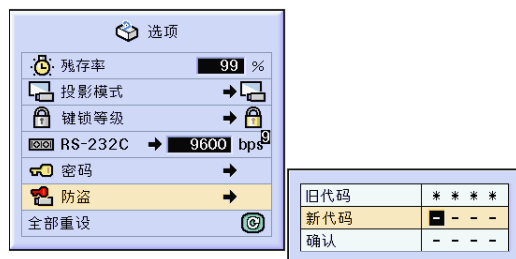 选项
残存率 99 %
投影模式
键锁等级
RS-232C 9600 bps 9
密码
防盗
全部重设
旧代码 * * * *
新代码 - - - -
确认 - - - -